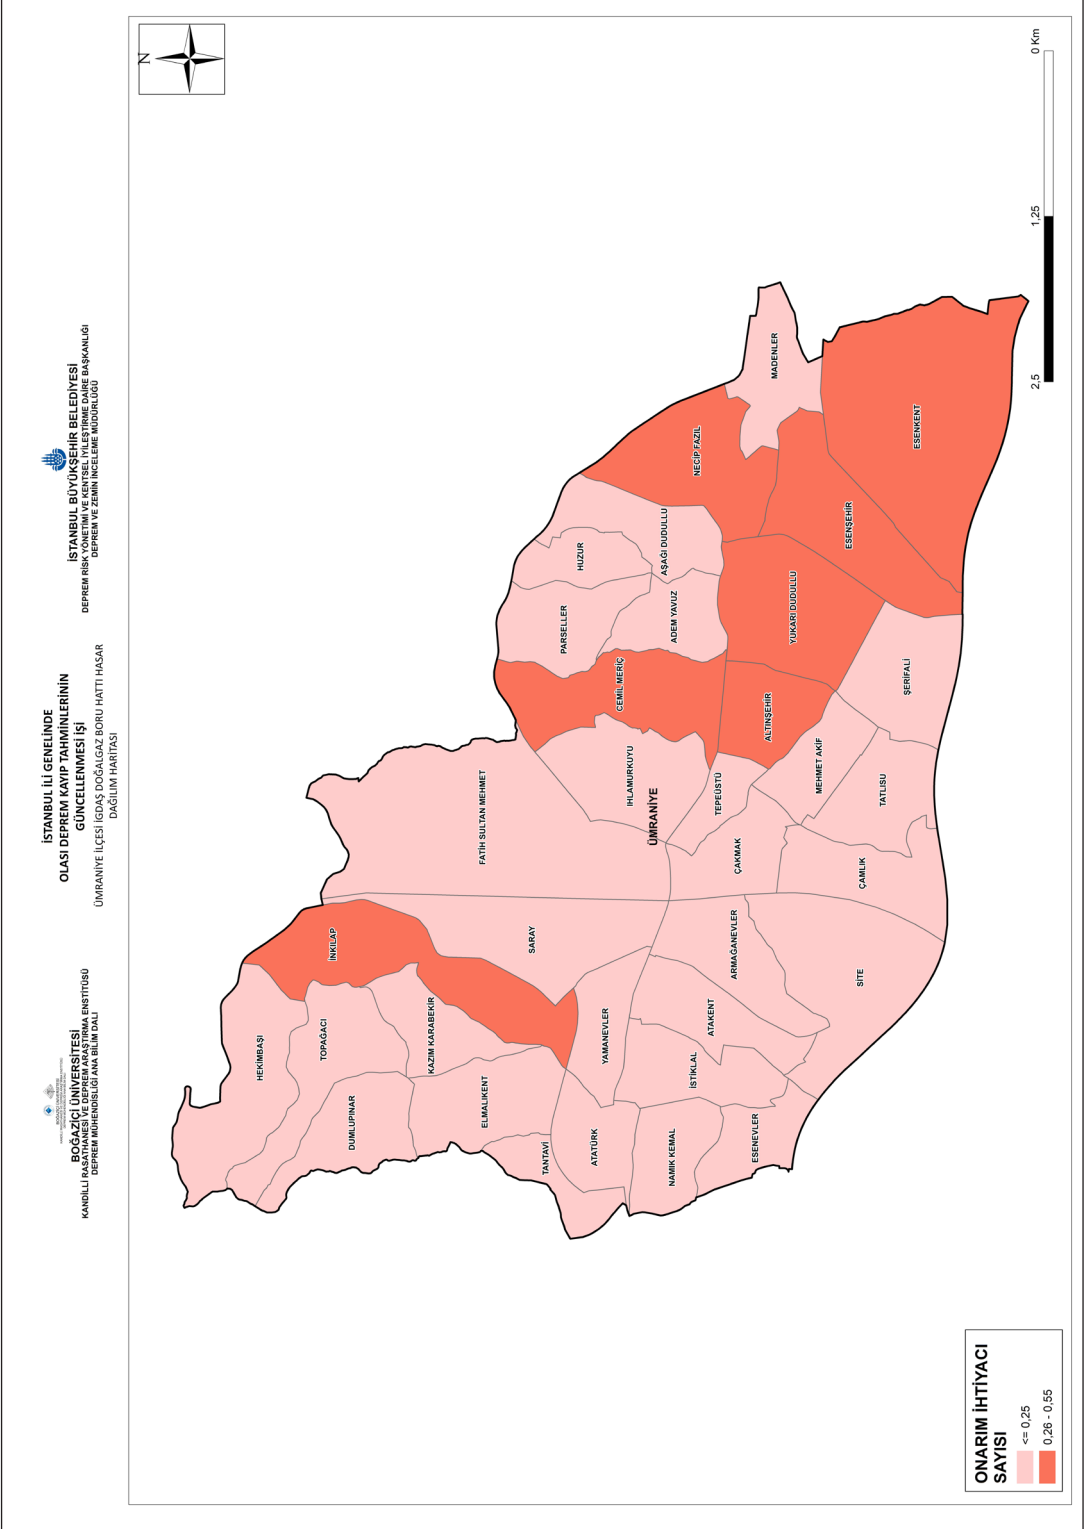 BOĞAZİÇİ ÜNİVERSİTESİ
KANDİLLİ RASATHANESİ VE DEPREM ARAŞTIRMA ENSTİTÜSÜ
DEPREM MÜHENDİSLİĞİ ANA BİLİM DALI
İSTANBUL İLİ GENELİNDE
OLASI DEPREM KAYIP TAHMİNLERİNİN
GÜNCELLENMESİ İŞİ
ÜMRANİYE İLÇESİ İGDAŞ DOĞALGAZ BORU HATTI HASAR
DAĞILIM HARİTASI
İSTANBUL BÜYÜKŞEHİR BELEDİYESİ
DEPREM RİSK YÖNETİMİ VE KENTSEL İYİLEŞTİRME DAİRE BAŞKANLIĞI
DEPREM VE ZEMİN İNCELEME MÜDÜRLÜĞÜ
N
HEKİMBAŞI
İNKILAP
TOPAĞACI
DUMLUPINAR
KAZIM KARABEKİR
ELMALIKENT
FATİH SULTAN MEHMET
SARAY
TANTAVİ
PARSELLER
HUZUR
ATATÜRK
YAMANEVLER
CEMİL MERİÇ
IHLAMURKUYU
ÜMRANİYE
AŞAĞI DUDULLU
ADEM YAVUZ
NAMIK KEMAL
İSTİKLAL
NECİP FAZIL
ATAKENT
TEPEÜSTÜ
ARMAĞANEVLER
ÇAKMAK
ESENEVLER
ALTINŞEHİR
MADENLER
YUKARI DUDULLU
MEHMET AKİF
ESENŞEHİR
SİTE
ÇAMLIK
TATLISU
ŞERİFALİ
ESENKENT
ONARIM İHTİYACI
SAYISI
<= 0,25
0,26 - 0,55
2,5 1,25 0 Km